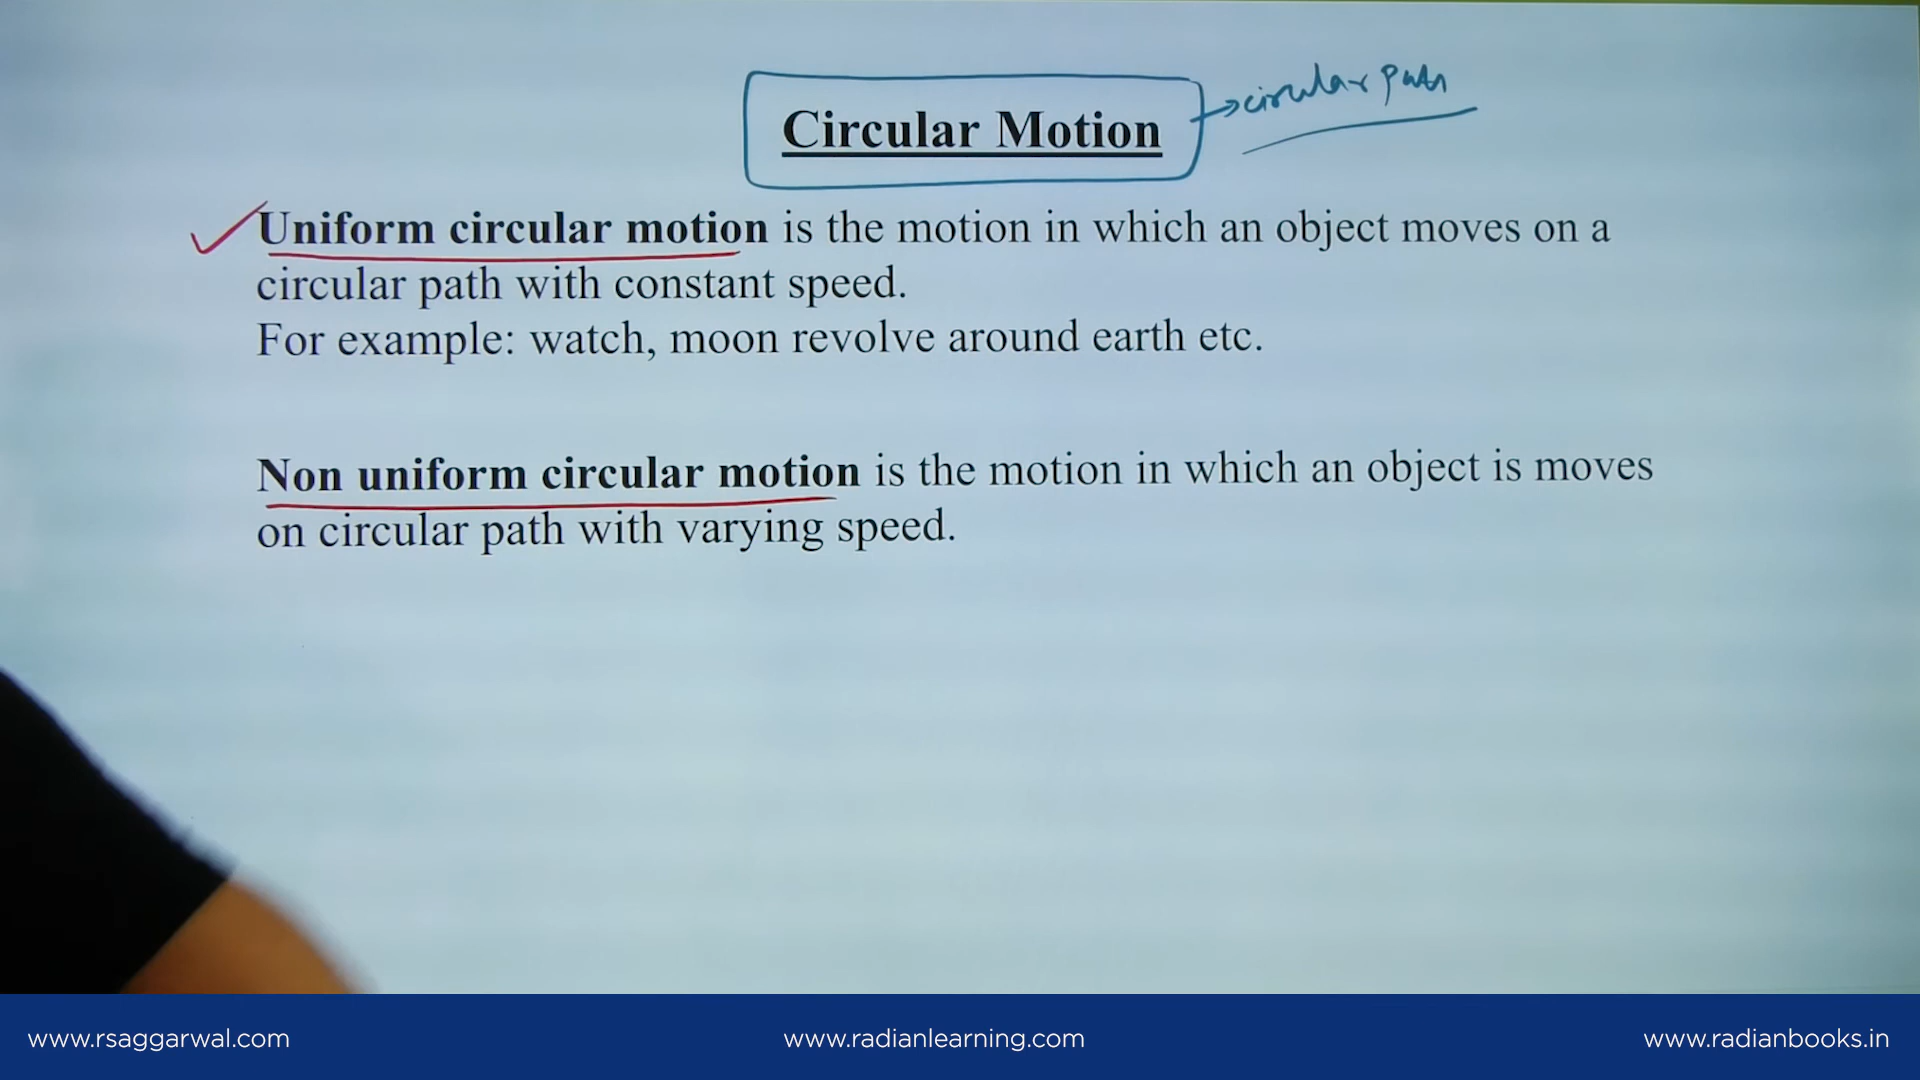 Circular Motion → circular path
Uniform circular motion is the motion in which an object moves on a
circular path with constant speed.
For example: watch, moon revolve around earth etc.
Non uniform circular motion is the motion in which an object is moves
on circular path with varying speed.
www.rsaggarwal.com www.radianlearning.com www.radianbooks.in